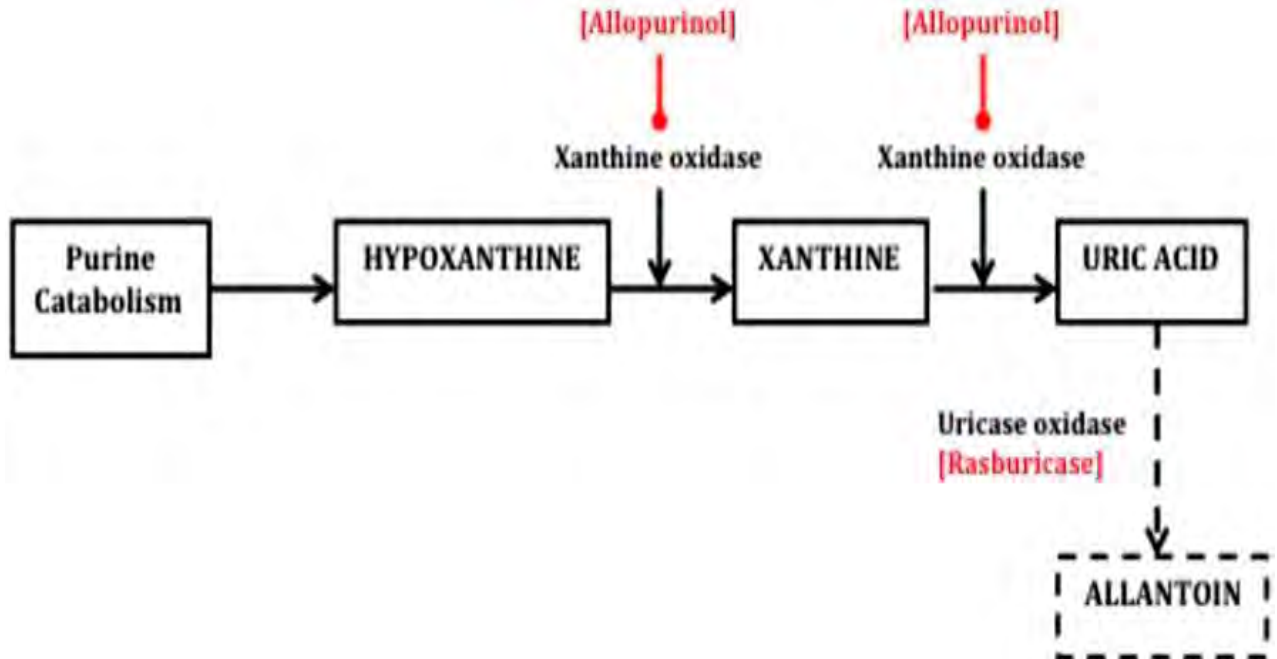 [Allopurinol]
[Allopurinol]
Xanthine oxidase
Xanthine oxidase
Purine
Catabolism
HYPOXANTHINE
XANTHINE
URIC ACID
Uricase oxidase
[Rasburicase]
ALLANTOIN